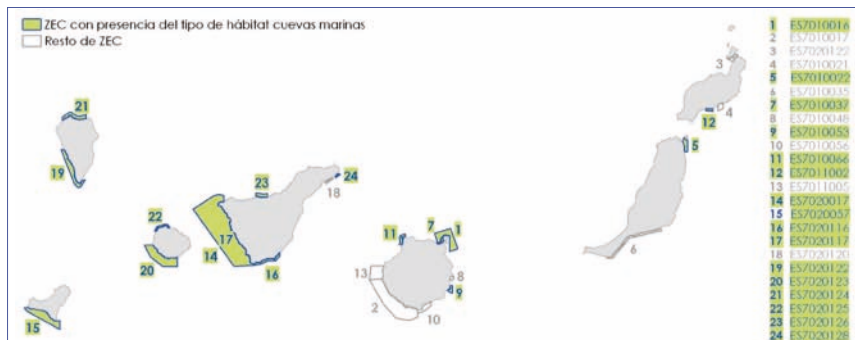 ZEC con presencia del tipo de hábitat cuevas marinas
Resto de ZEC
1 ES7010016
2 ES7010017
3 ES7020122
4 ES7010021
5 ES7010022
6 ES7010035
7 ES7010037
8 ES7010048
9 ES7010053
10 ES7010056
11 ES7010066
12 ES7011002
13 ES7011005
14 ES7020017
15 ES7020057
16 ES7020116
17 ES7020117
18 ES7020120
19 ES7020122
20 ES7020123
21 ES7020124
22 ES7020125
23 ES7020126
24 ES7020128
3
21
12
4
5
19
24
23
18
22
7
1
11
17
14
20
16
13
8
6
9
2
10
15